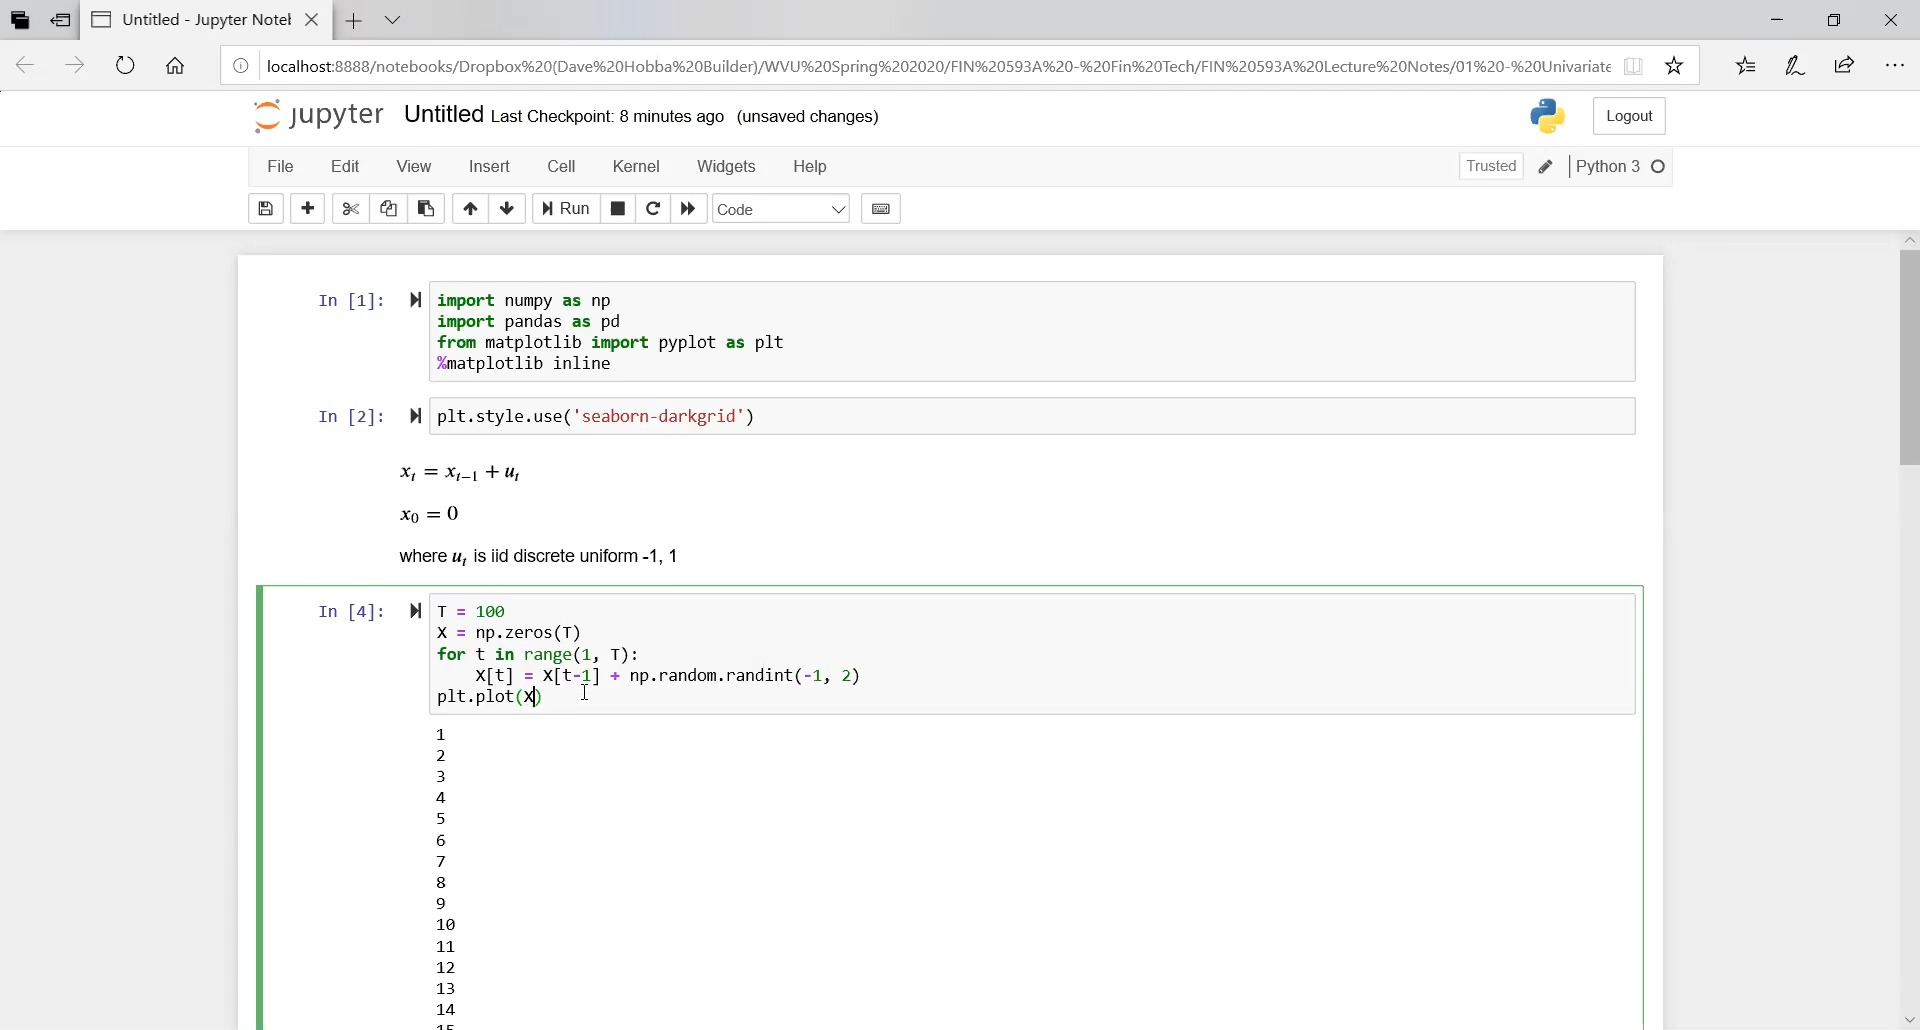 Untitled - Jupyter Notel
localhost:8888/notebooks/Dropbox%20(Dave%20Hobba%20Builder)/WVU%20Spring%202020/FIN%20593A%20-%20Fin%20Tech/FIN%20593A%20Lecture%20Notes/01%20-%20Univariate
jupyter Untitled Last Checkpoint: 8 minutes ago (unsaved changes)
Logout
File Edit View Insert Cell Kernel Widgets Help
Trusted Python 3
Run Code
In [1]: import numpy as np
import pandas as pd
from matplotlib import pyplot as plt
%matplotlib inline
In [2]: plt.style.use('seaborn-darkgrid')
xₜ = xₜ₋₁ + uₜ
x₀ = 0
where uₜ is iid discrete uniform -1, 1
In [4]: T = 100
X = np.zeros(T)
for t in range(1, T):
X[t] = X[t-1] + np.random.randint(-1, 2)
plt.plot(X)
1
2
3
4
5
6
7
8
9
10
11
12
13
14
15